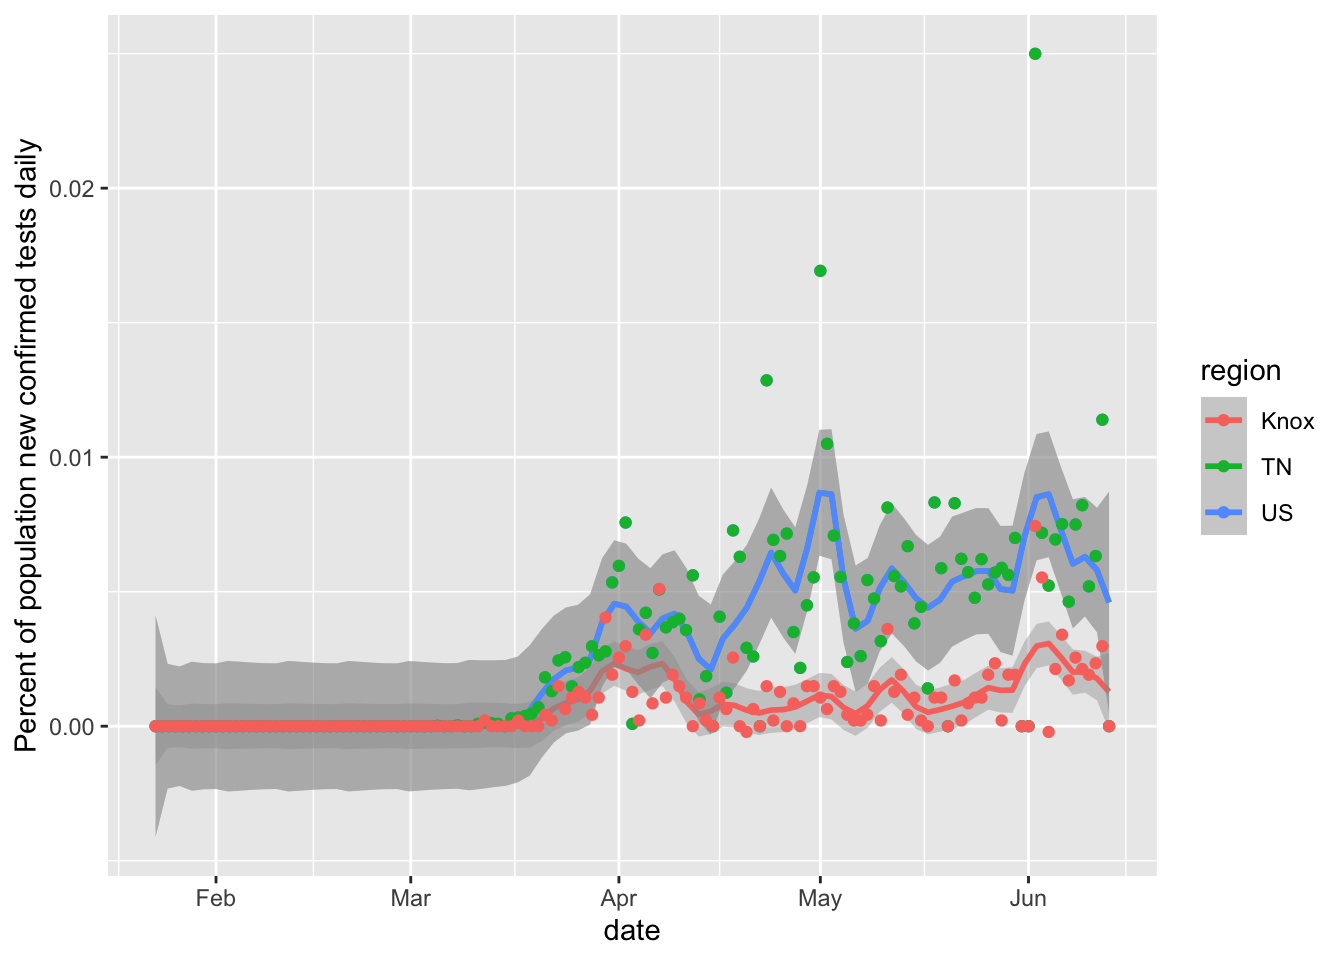 Percent of population new confirmed tests daily
0.02
0.01
0.00
Feb
Mar
Apr
May
Jun
date
region
Knox
TN
US